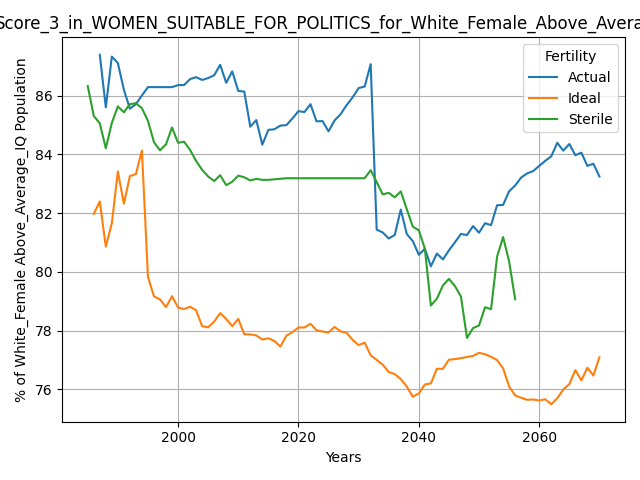 Score_3_in_WOMEN_SUITABLE_FOR_POLITICS_for_White_Female_Above_Avera
% of White_Female Above_Average_IQ Population
86
84
82
80
78
76
Fertility
Actual
Ideal
Sterile
2000 2020 2040 2060
Years